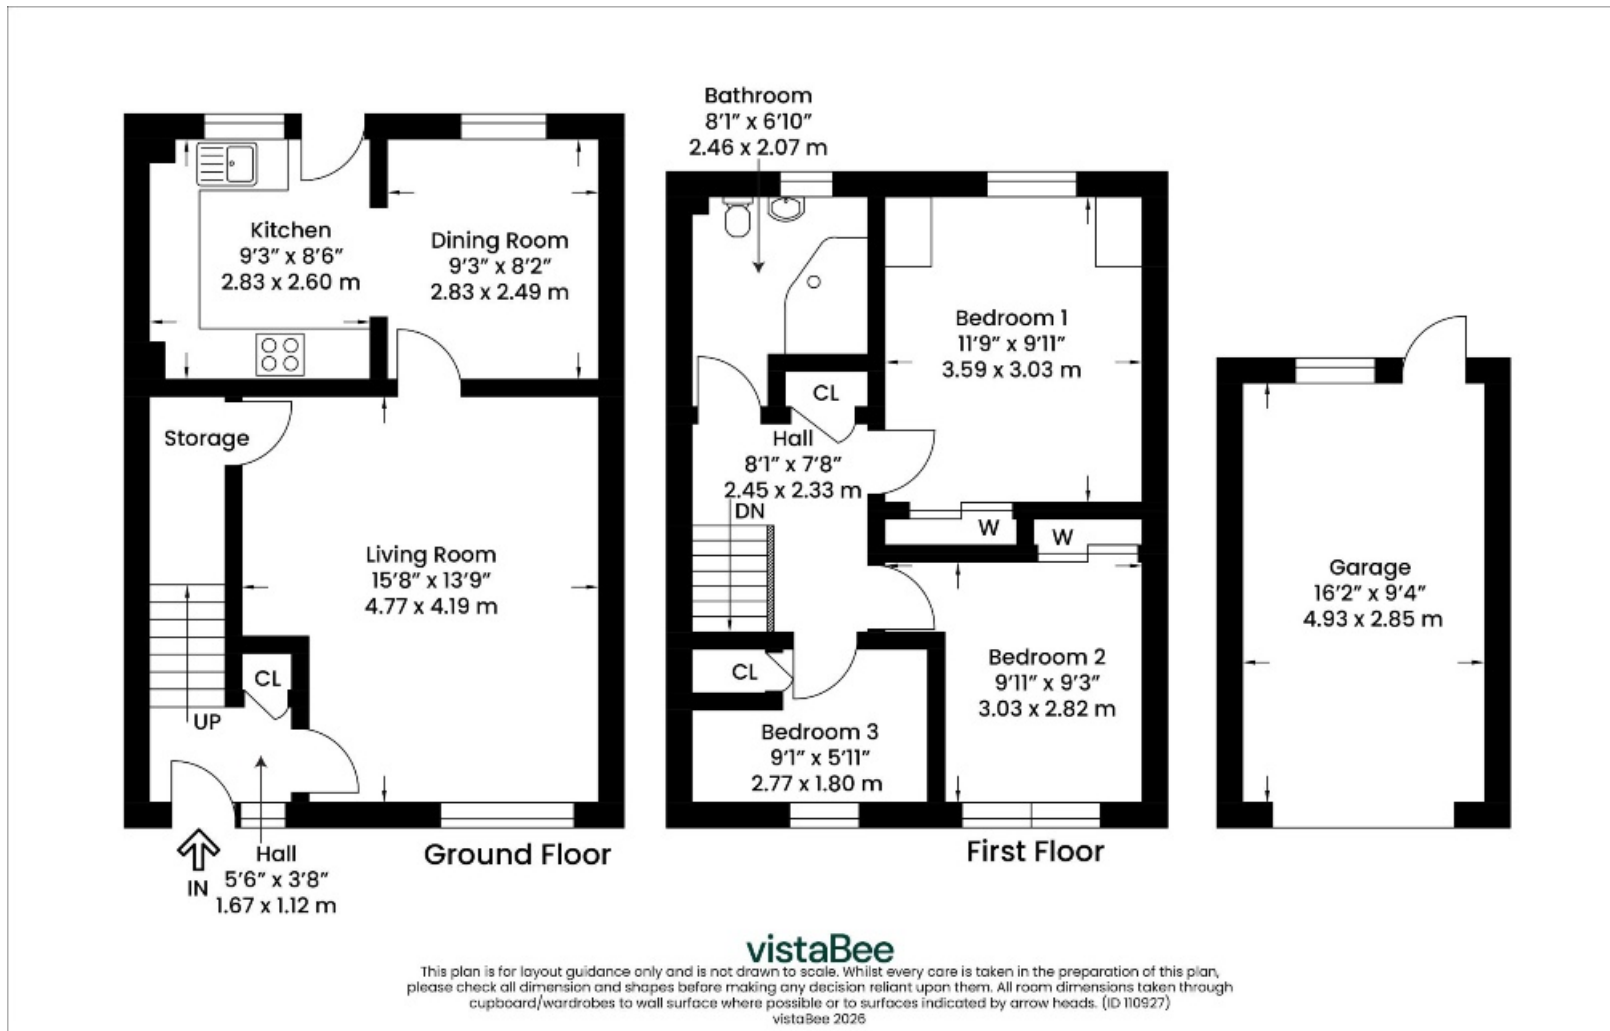 Bathroom
8'1" x 6'10"
2.46 x 2.07 m
Kitchen
9'3" x 8'6"
2.83 x 2.60 m
Dining Room
9'3" x 8'2"
2.83 x 2.49 m
Storage
Living Room
15'8" x 13'9"
4.77 x 4.19 m
CL
UP
IN
Hall
5'6" x 3'8"
1.67 x 1.12 m
Ground Floor
Bedroom 1
11'9" x 9'11"
3.59 x 3.03 m
CL
Hall
8'1" x 7'8"
2.45 x 2.33 m
DN
W
W
CL
Bedroom 2
9'11" x 9'3"
3.03 x 2.82 m
Bedroom 3
9'1" x 5'11"
2.77 x 1.80 m
First Floor
Garage
16'2" x 9'4"
4.93 x 2.85 m
vistaBee
This plan is for layout guidance only and is not drawn to scale. Whilst every care is taken in the preparation of this plan,
please check all dimension and shapes before making any decision reliant upon them. All room dimensions taken through
cupboard/wardrobes to wall surface where possible or to surfaces indicated by arrow heads. (ID 110927)
vistaBee 2026